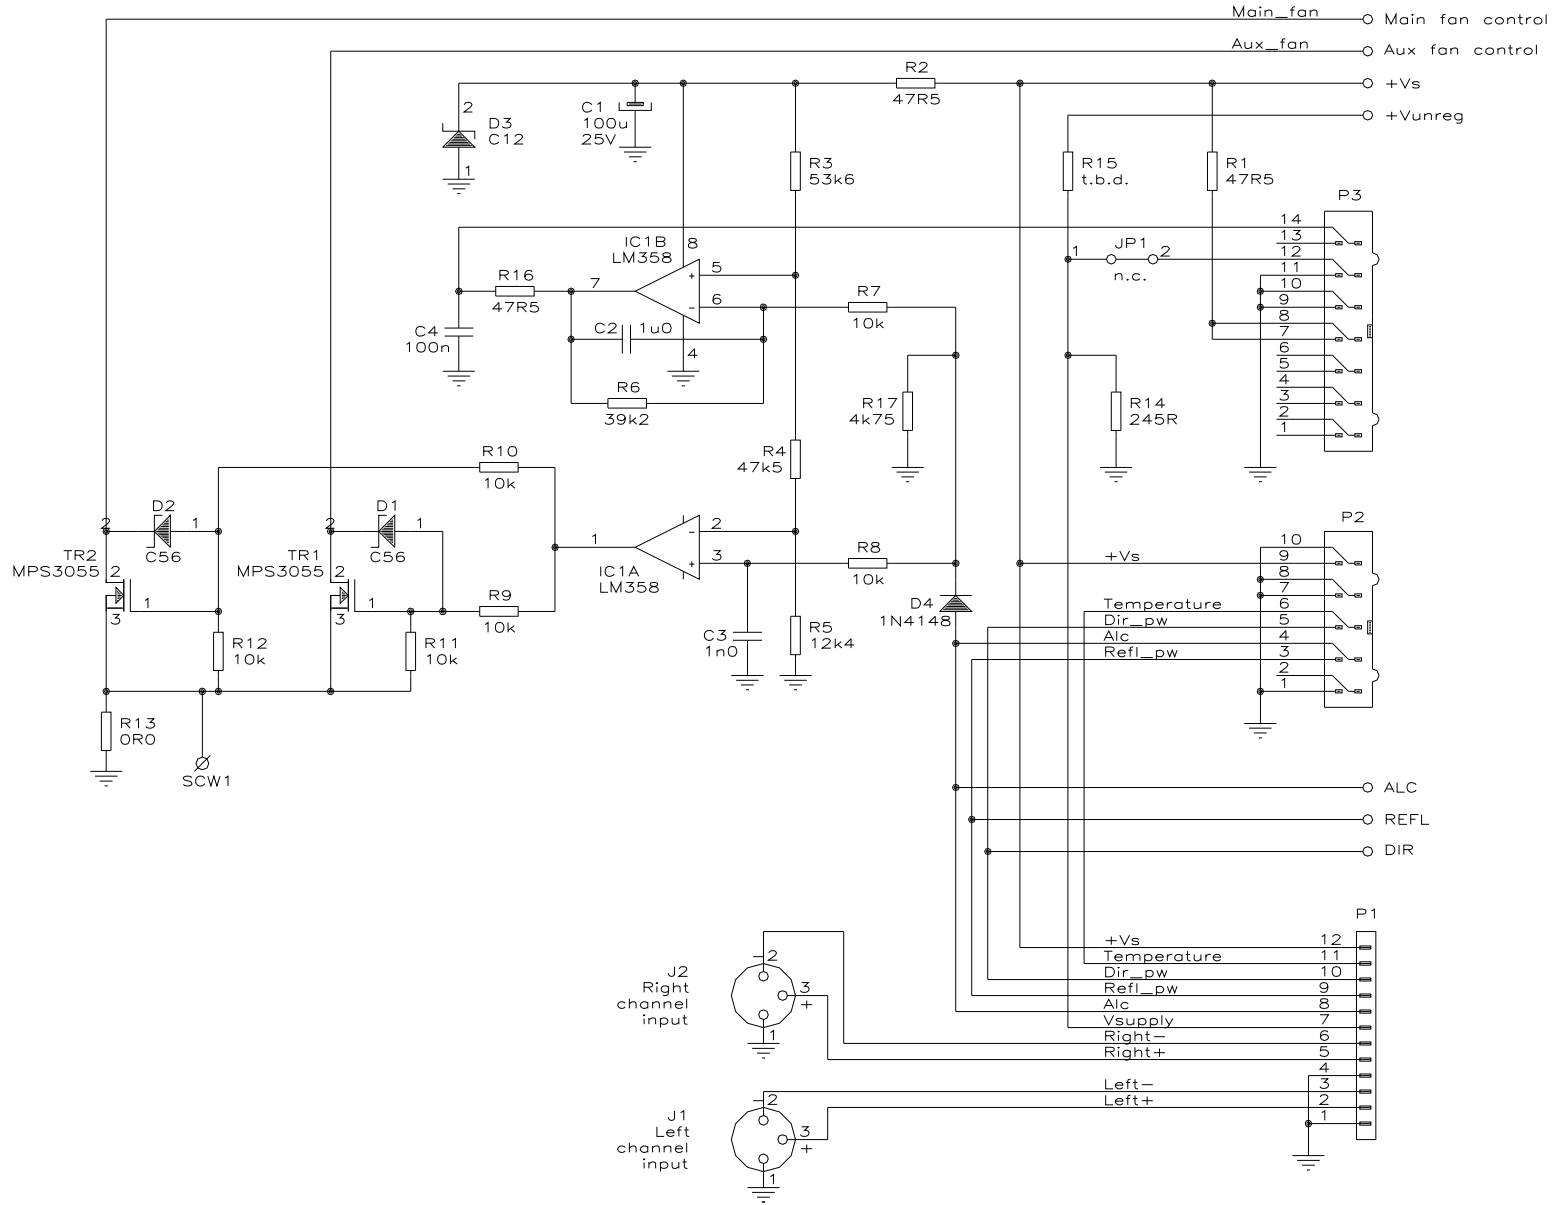 Main_fan
Main fan control
Aux_fan
Aux fan control
R2
47R5
+Vs
+Vunreg
2
D3
C12
1
C1
100u
25V
R3
53k6
R15
t.b.d.
R1
47R5
P3
14
13
12
11
10
9
8
7
6
5
4
3
2
1
1
JP1
2
n.c.
IC1B
LM358
8
5
6
7
4
R16
47R5
C4
100n
C2
1u0
R6
39k2
R7
10k
R17
4k75
R14
245R
R4
47k5
R10
10k
D2
2
1
C56
D1
2
1
C56
TR2
MPS3055
2
1
3
TR1
MPS3055
2
1
3
R9
10k
1
IC1A
LM358
2
3
R8
10k
D4
1N4148
C3
1n0
R5
12k4
R12
10k
R11
10k
R13
0R0
SCW1
P2
+Vs
10
9
8
7
Temperature
6
Dir_pw
5
Alc
4
Refl_pw
3
2
1
ALC
REFL
DIR
P1
+Vs
12
Temperature
11
Dir_pw
10
Refl_pw
9
Alc
8
Vsupply
7
Right-
6
Right+
5
4
Left-
3
Left+
2
1
J2
Right
channel
input
-
2
3
+
1
J1
Left
channel
input
-
2
3
+
1